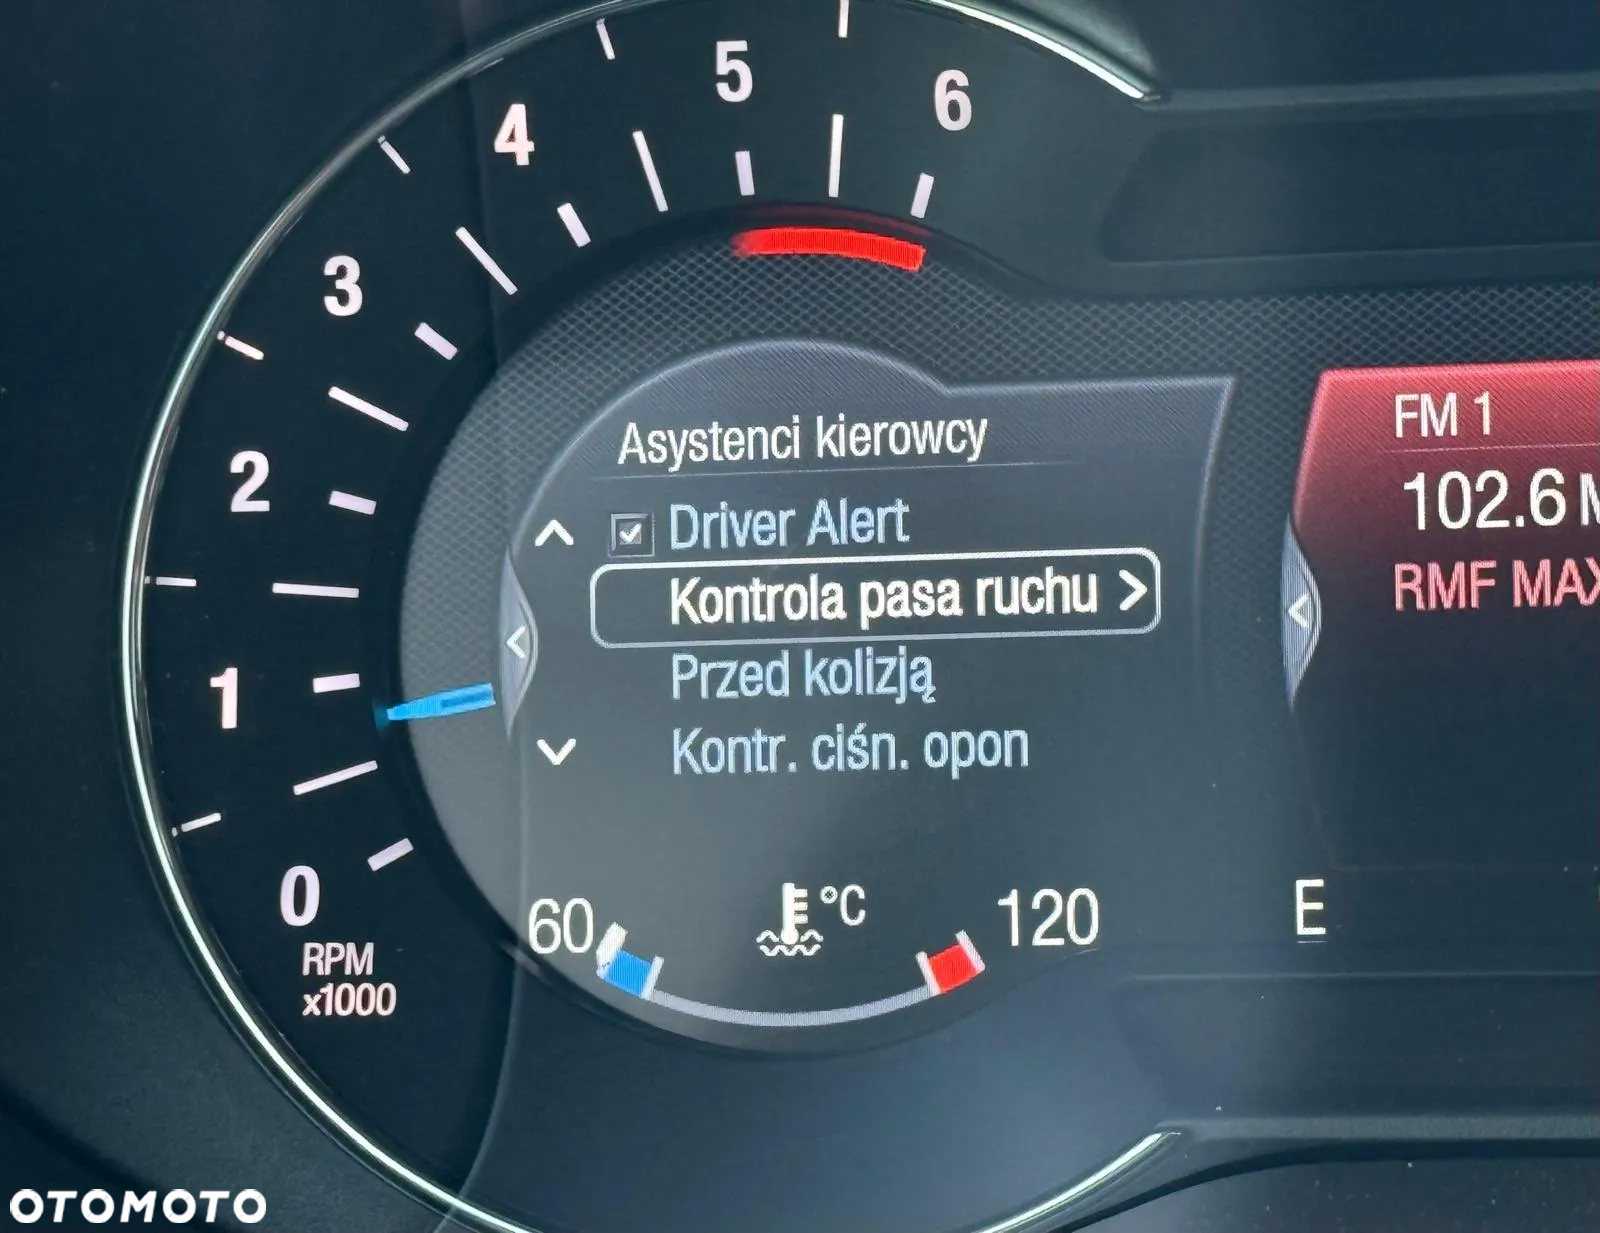 5
6
4
3
2
1
0
RPM
x1000
Asystenci kierowcy
Driver Alert
Kontrola pasa ruchu
Przed kolizją
Kontr. ciśn. opon
60
°C
120
FM 1
102.6
RMF MAX
E
OTOMOTO